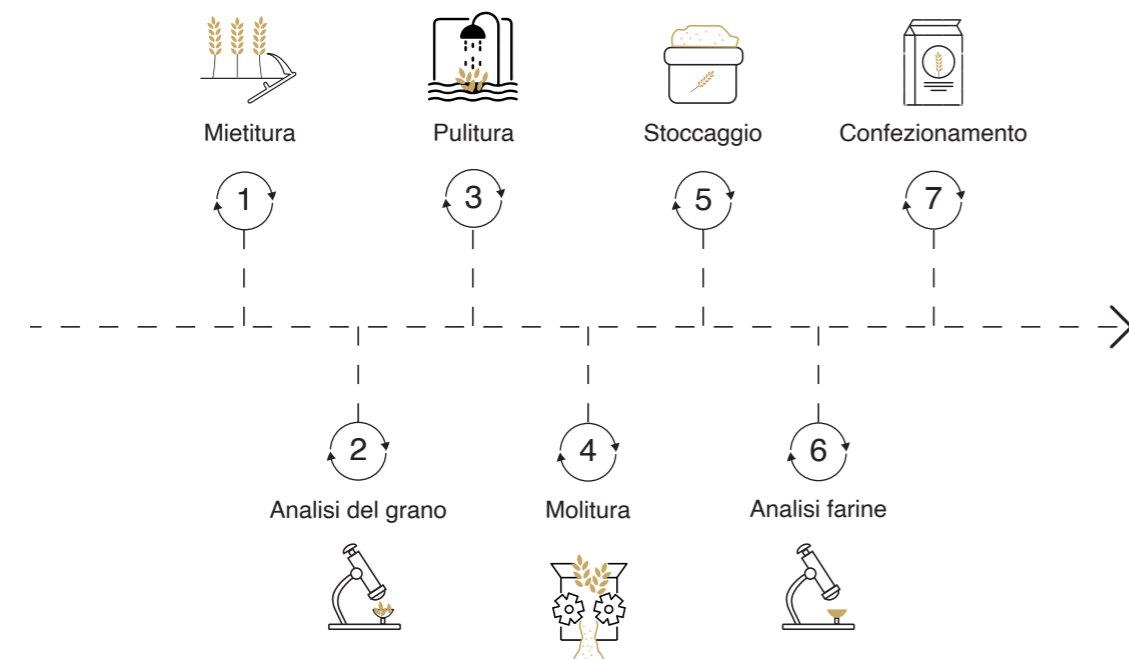 Mietitura
Pulitura
Stoccaggio
Confezionamento
1
3
5
7
2
4
6
Analisi del grano
Molitura
Analisi farine